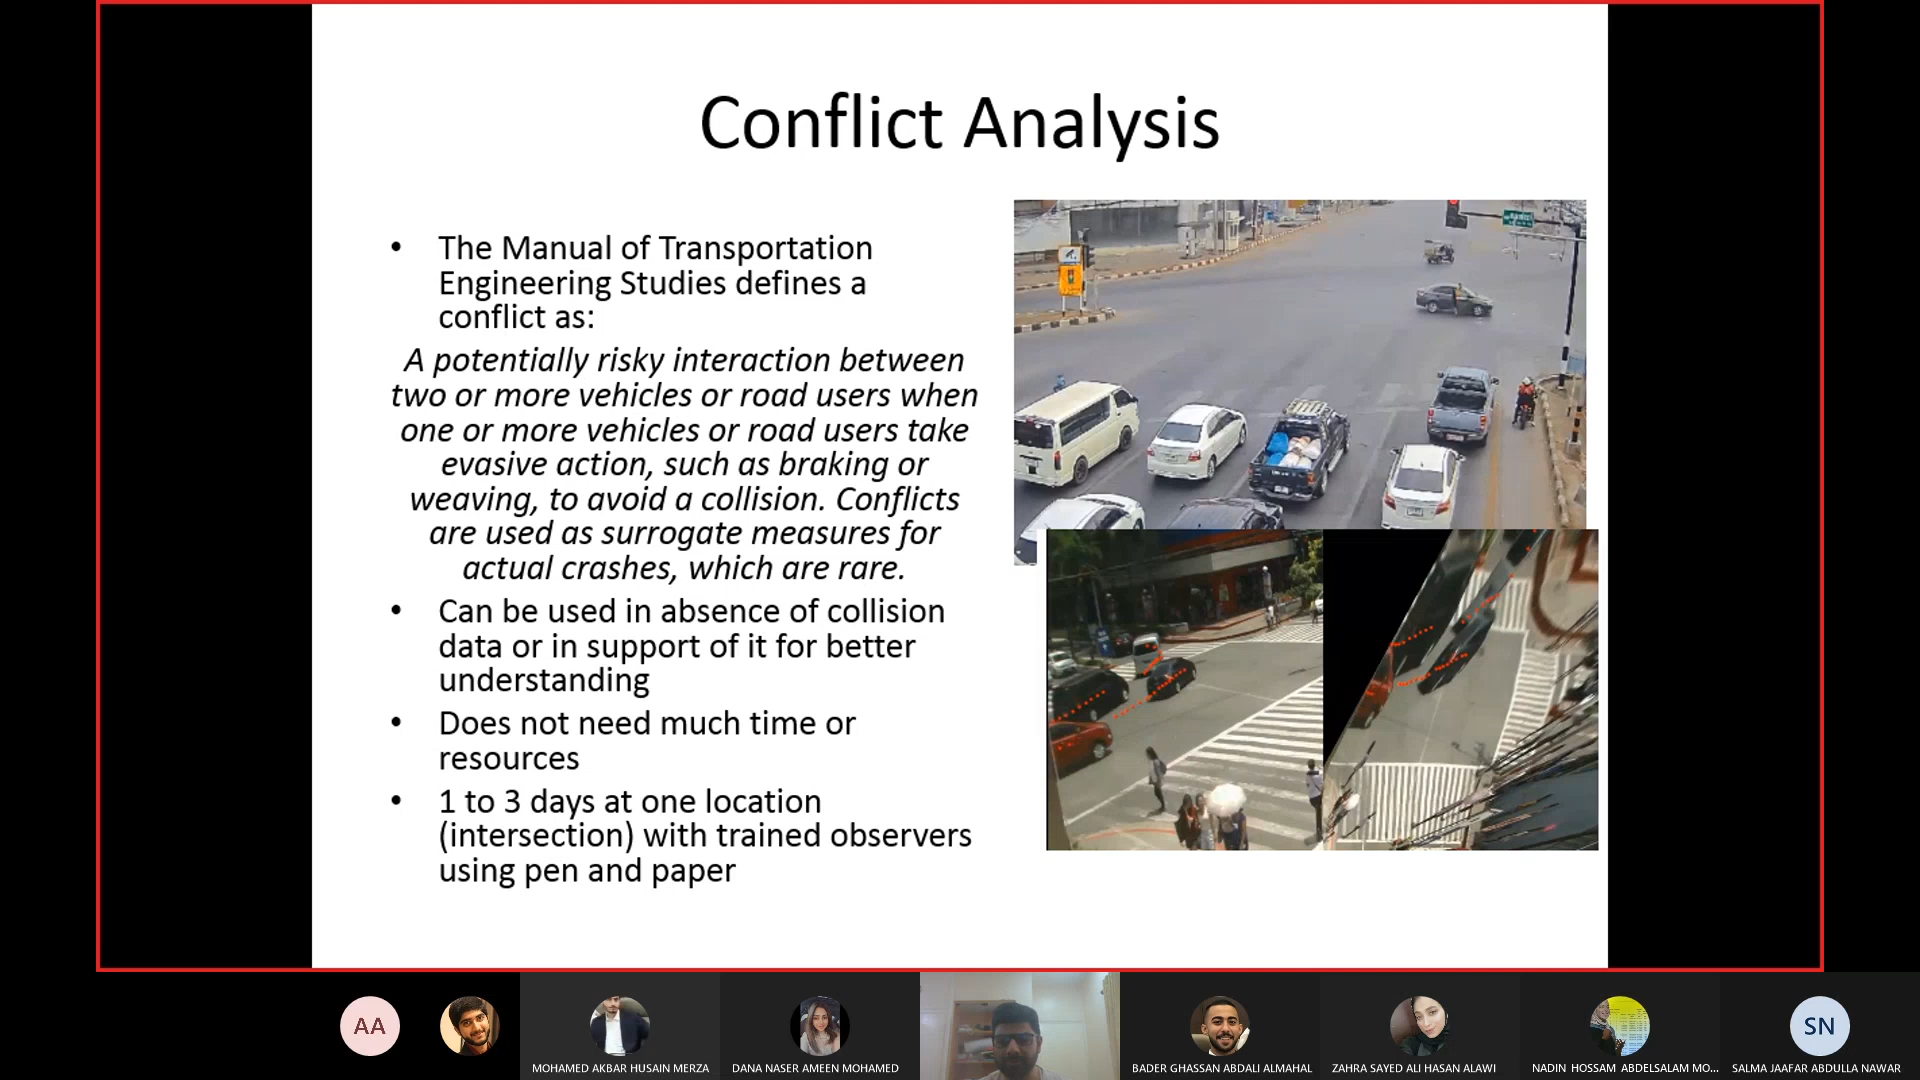 Conflict Analysis
• The Manual of Transportation
Engineering Studies defines a
conflict as:
A potentially risky interaction between
two or more vehicles or road users when
one or more vehicles or road users take
evasive action, such as braking or
weaving, to avoid a collision. Conflicts
are used as surrogate measures for
actual crashes, which are rare.
• Can be used in absence of collision
data or in support of it for better
understanding
• Does not need much time or
resources
• 1 to 3 days at one location
(intersection) with trained observers
using pen and paper
AA
MOHAMED AKBAR HUSAIN MERZA
DANA NASER AMEEN MOHAMED
BADER GHASSAN ABDALI ALMAHAL
ZAHRA SAYED ALI HASAN ALAWI
NADIN HOSSAM ABDELSALAM MO...
SN
SALMA JAAFAR ABDULLA NAWAR